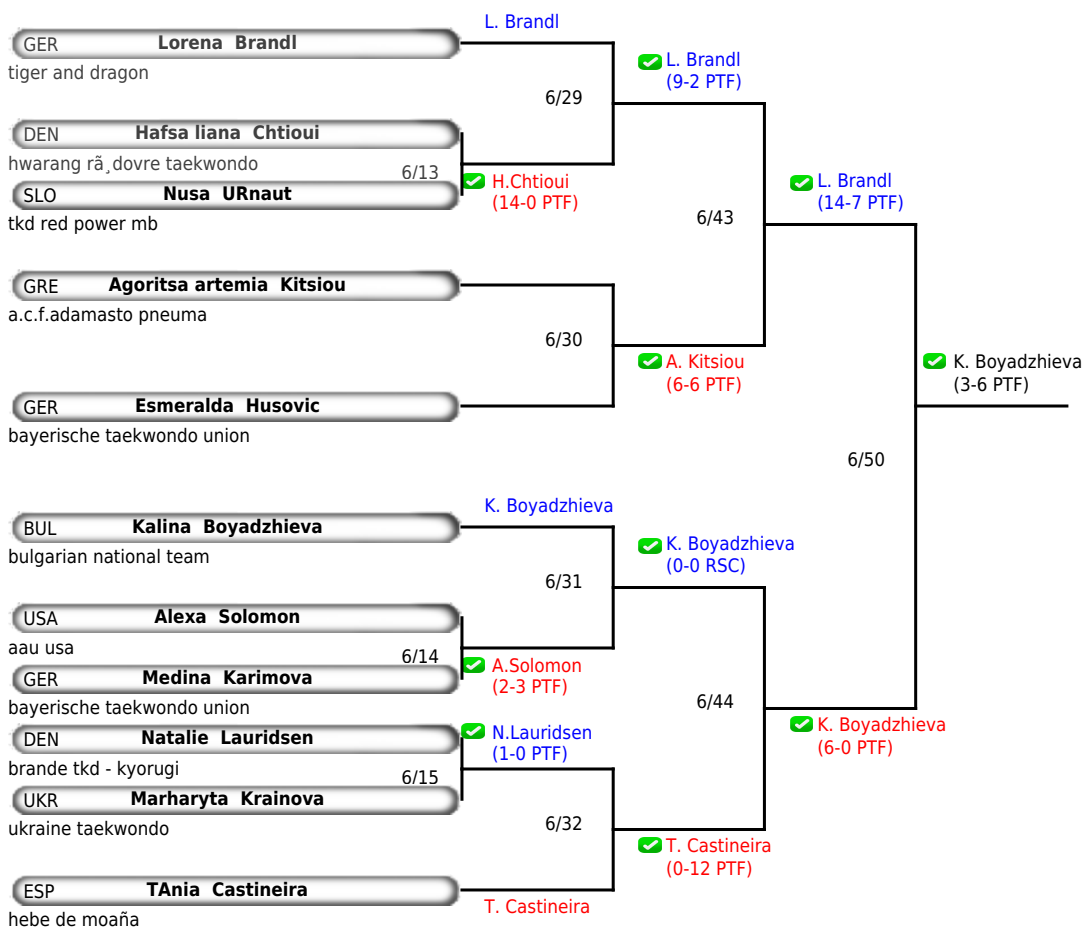 L. Brandl
GER Lorena Brandl
tiger and dragon
L. Brandl
(9-2 PTF)
6/29
DEN Hafsa liana Chtioui
hwarang rã¸dovre taekwondo
6/13
H.Chtioui
(14-0 PTF)
SLO Nusa URnaut
tkd red power mb
L. Brandl
(14-7 PTF)
6/43
GRE Agoritsa artemia Kitsiou
a.c.f.adamasto pneuma
6/30
A. Kitsiou
(6-6 PTF)
K. Boyadzhieva
(3-6 PTF)
GER Esmeralda Husovic
bayerische taekwondo union
6/50
K. Boyadzhieva
BUL Kalina Boyadzhieva
bulgarian national team
K. Boyadzhieva
(0-0 RSC)
6/31
USA Alexa Solomon
aau usa
6/14
A.Solomon
(2-3 PTF)
GER Medina Karimova
bayerische taekwondo union
6/44
K. Boyadzhieva
(6-0 PTF)
N.Lauridsen
(1-0 PTF)
DEN Natalie Lauridsen
brande tkd - kyorugi
6/15
UKR Marharyta Krainova
ukraine taekwondo
6/32
T. Castineira
(0-12 PTF)
ESP TAnia Castineira
hebe de moaña
T. Castineira